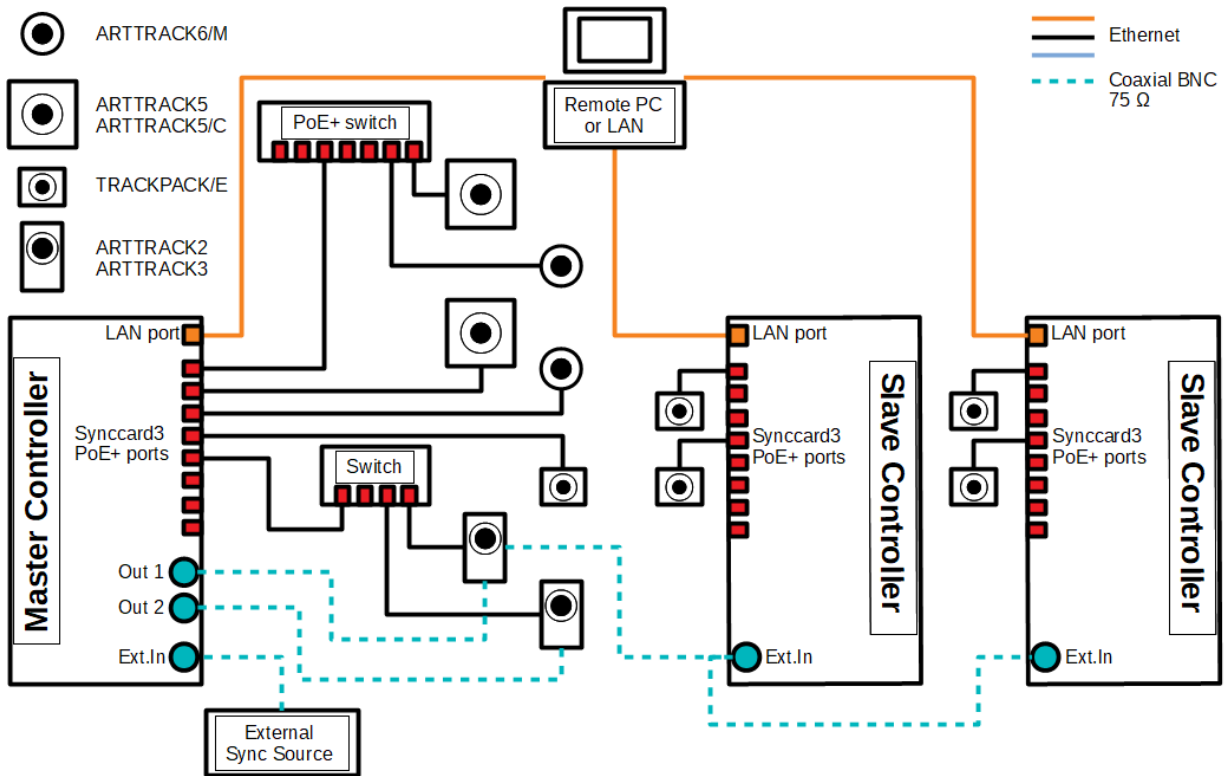 ARTTRACK6/M
ARTTRACK5
ARTTRACK5/C
TRACKPACK/E
ARTTRACK2
ARTTRACK3
PoE+ switch
Remote PC
or LAN
Ethernet
Coaxial BNC
75 Ω
Master Controller
LAN port
Synccard3
PoE+ ports
Out 1
Out 2
Ext.In
Switch
External
Sync Source
LAN port
Synccard3
PoE+ ports
Ext.In
Slave Controller
LAN port
Synccard3
PoE+ ports
Ext.In
Slave Controller